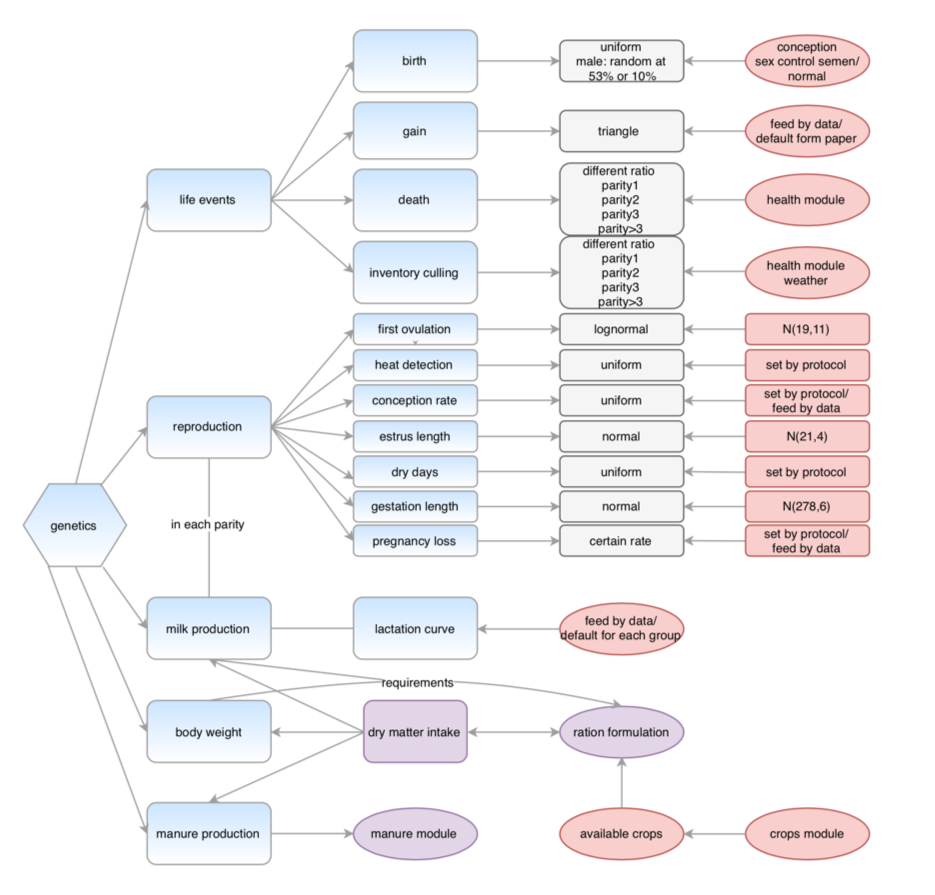 birth
uniform
male: random at
53% or 10%
conception
sex control semen/
normal
gain
triangle
feed by data/
default form paper
life events
death
different ratio
parity1
parity2
parity3
parity>3
health module
inventory culling
different ratio
parity1
parity2
parity3
parity>3
health module
weather
first ovulation
lognormal
N(19,11)
heat detection
uniform
set by protocol
reproduction
conception rate
uniform
set by protocol/
feed by data
estrus length
normal
N(21,4)
dry days
uniform
set by protocol
genetics
in each parity
gestation length
normal
N(278,6)
pregnancy loss
certain rate
set by protocol/
feed by data
milk production
lactation curve
feed by data/
default for each group
requirements
body weight
dry matter intake
ration formulation
manure production
manure module
available crops
crops module